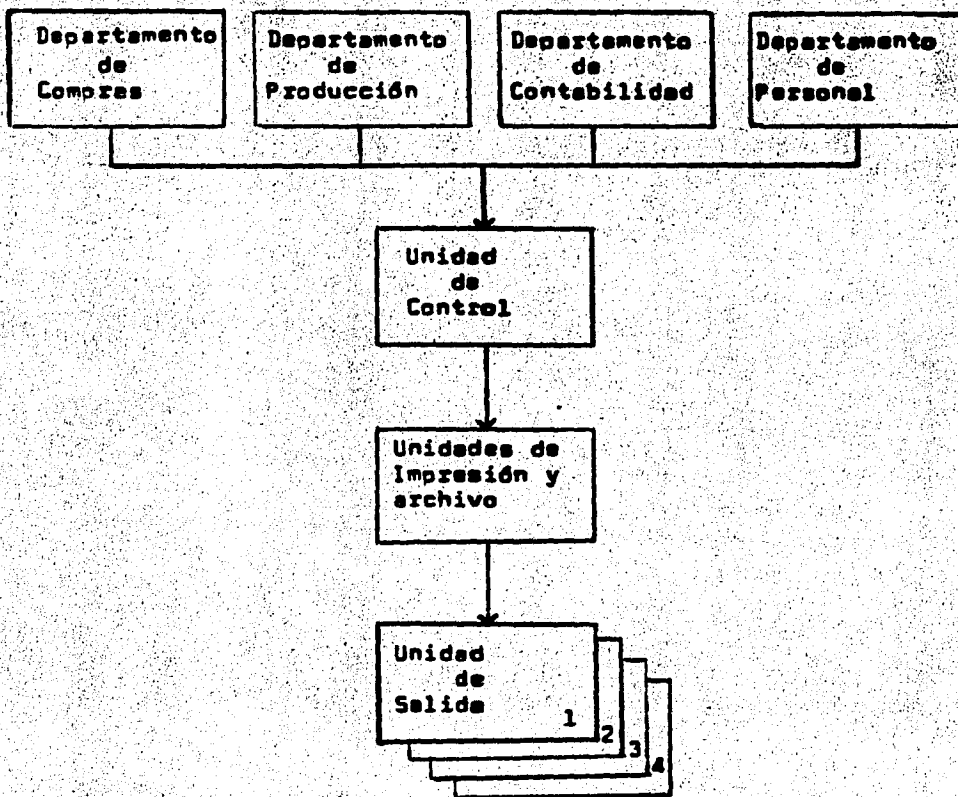 Departamento
de
Compras
Departamento
de
Producción
Departamento
de
Contabilidad
Departamento
de
Personal
Unidad
de
Control
Unidades de
Impresión y
archivo
Unidad
de
Salida
1
2
3
4